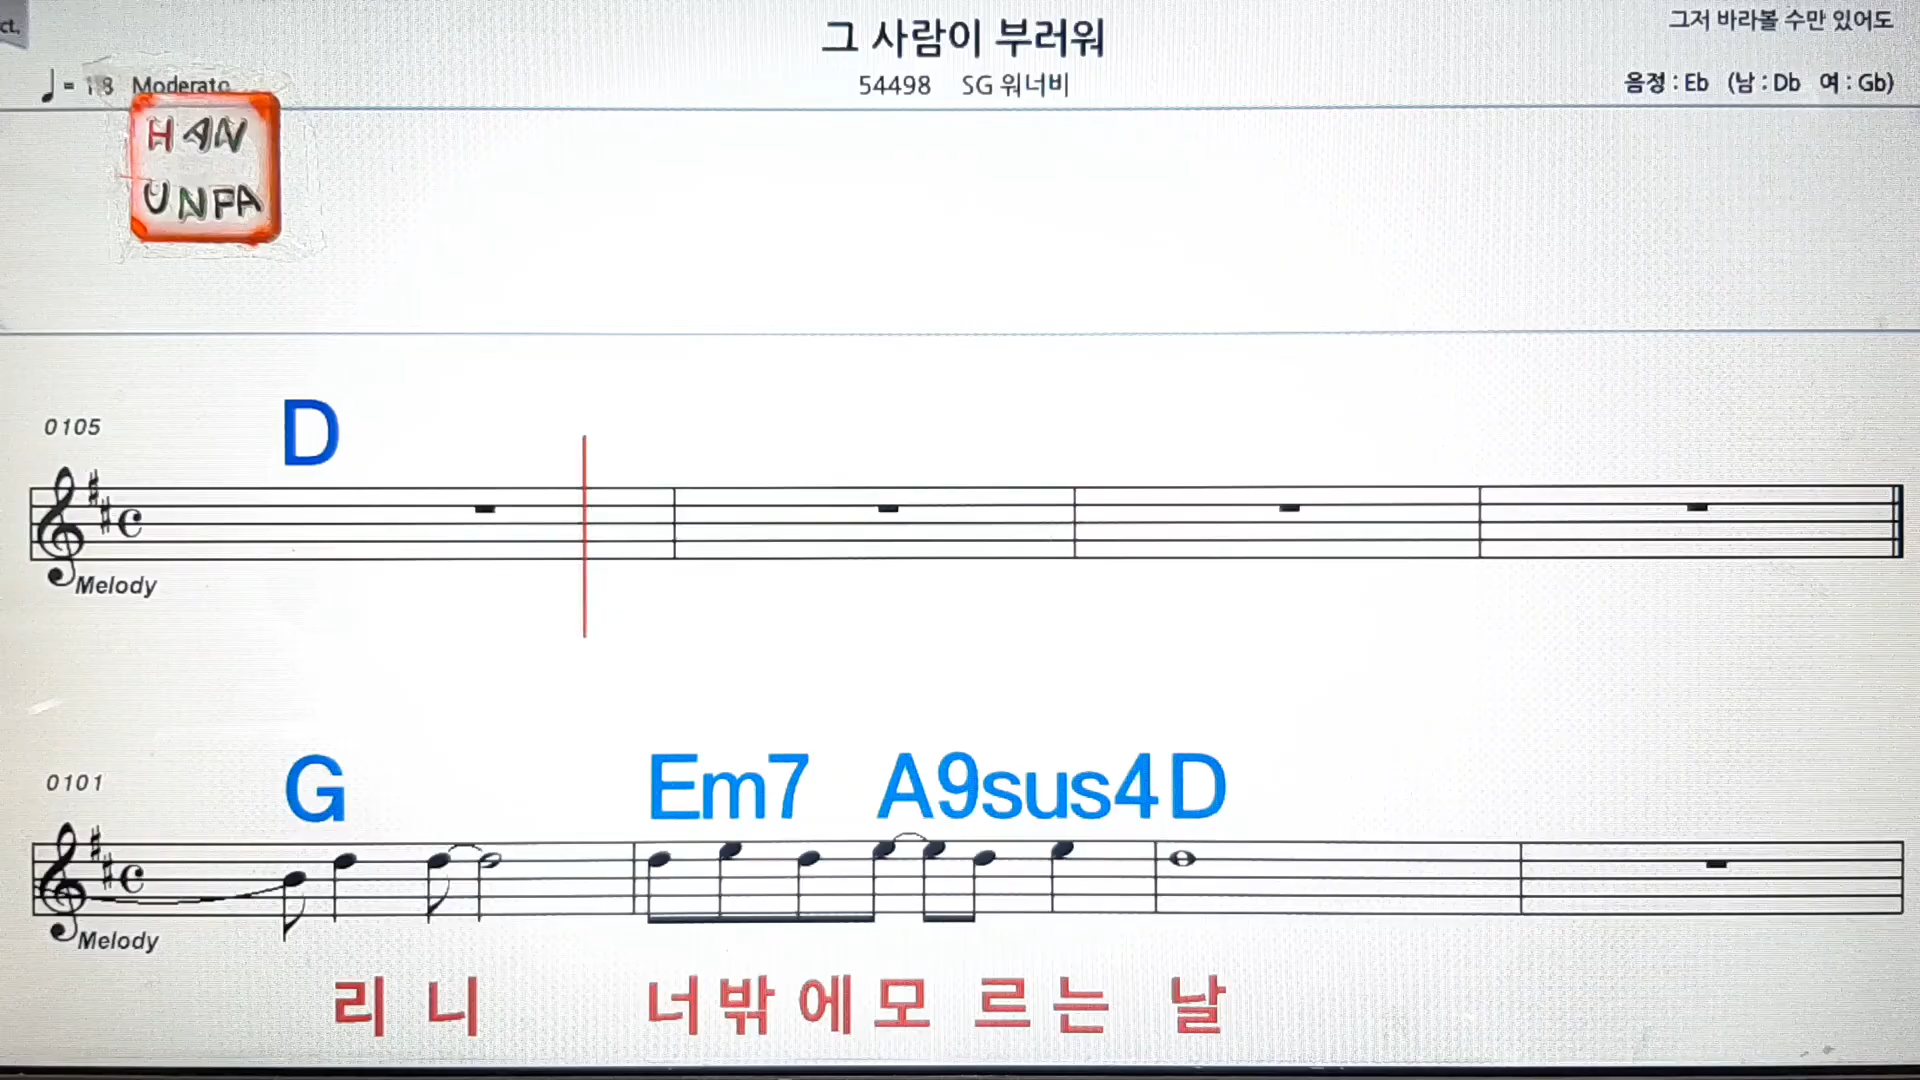 ct.
그 사람이 부러워
그저 바라볼 수만 있어도
Moderato
54498 SG 워너비
음정 : Eb (남 : Db 여 : Gb)
HAN
UNPA
D
0105
Melody
G Em7 A9sus4 D
0101
Melody
리 니 너 밖 에 모 르 는 날